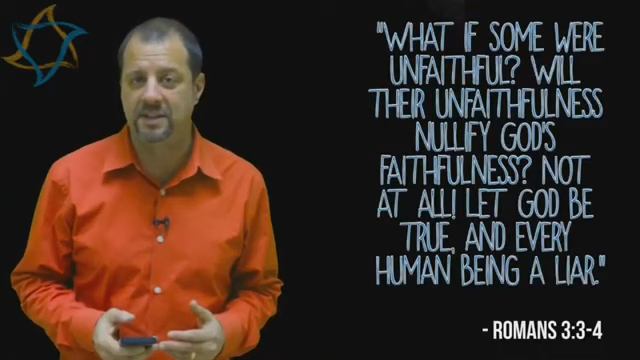 "WHAT IF SOME WERE
UNFAITHFUL? WILL
THEIR UNFAITHFULNESS
NULLIFY GOD'S
FAITHFULNESS? NOT
AT ALL! LET GOD BE
TRUE, AND EVERY
HUMAN BEING A LIAR."
- ROMANS 3:3-4